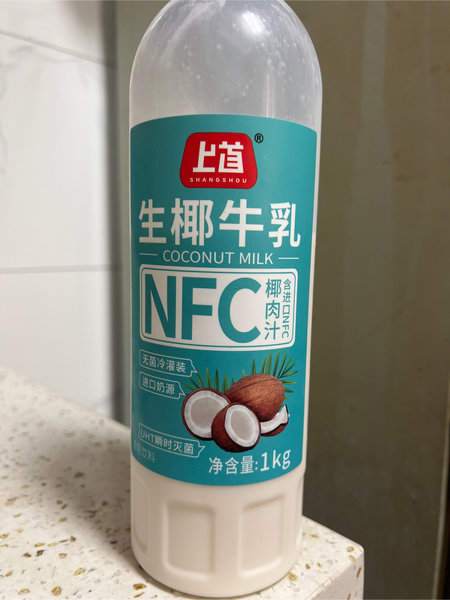 上首®
SHANGSHOU
生椰牛乳
COCONUT MILK
NFC
椰肉汁
含进口NFC
无菌冷灌装
进口奶源
UHT瞬时灭菌
净含量:1kg
饮料